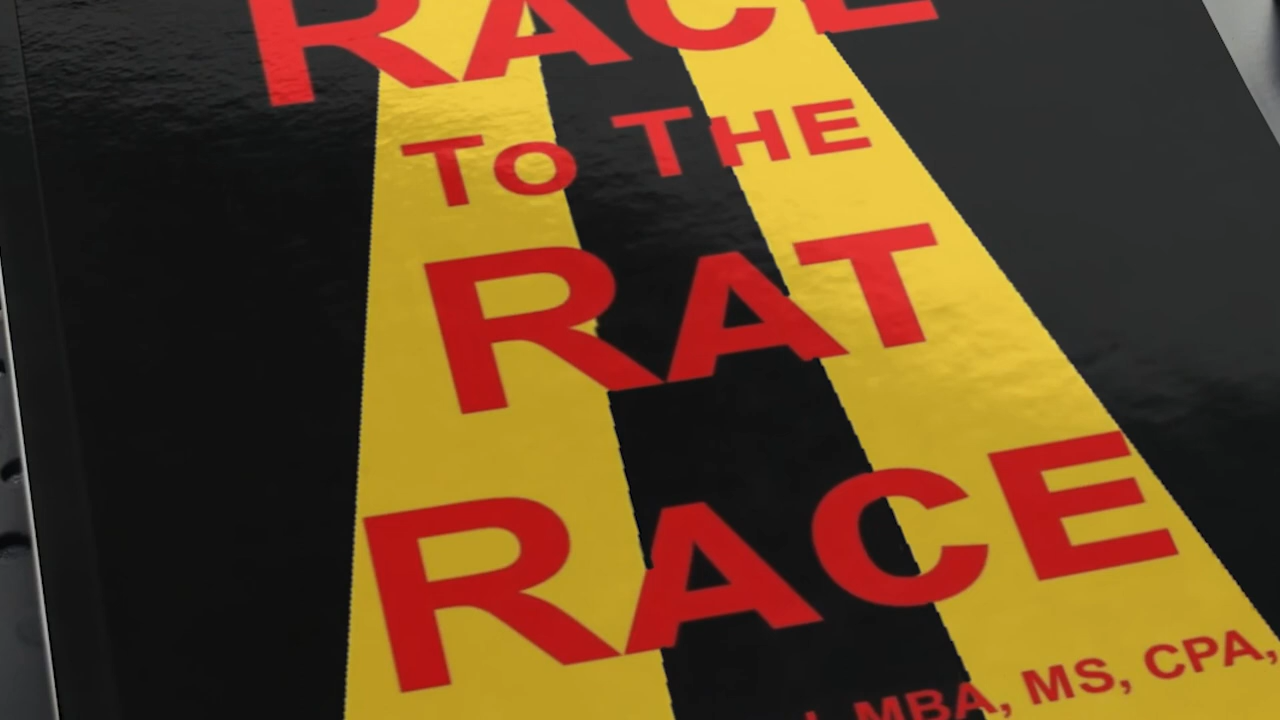 RACE
TO THE
RAT
RACE
MBA, MS, CPA,